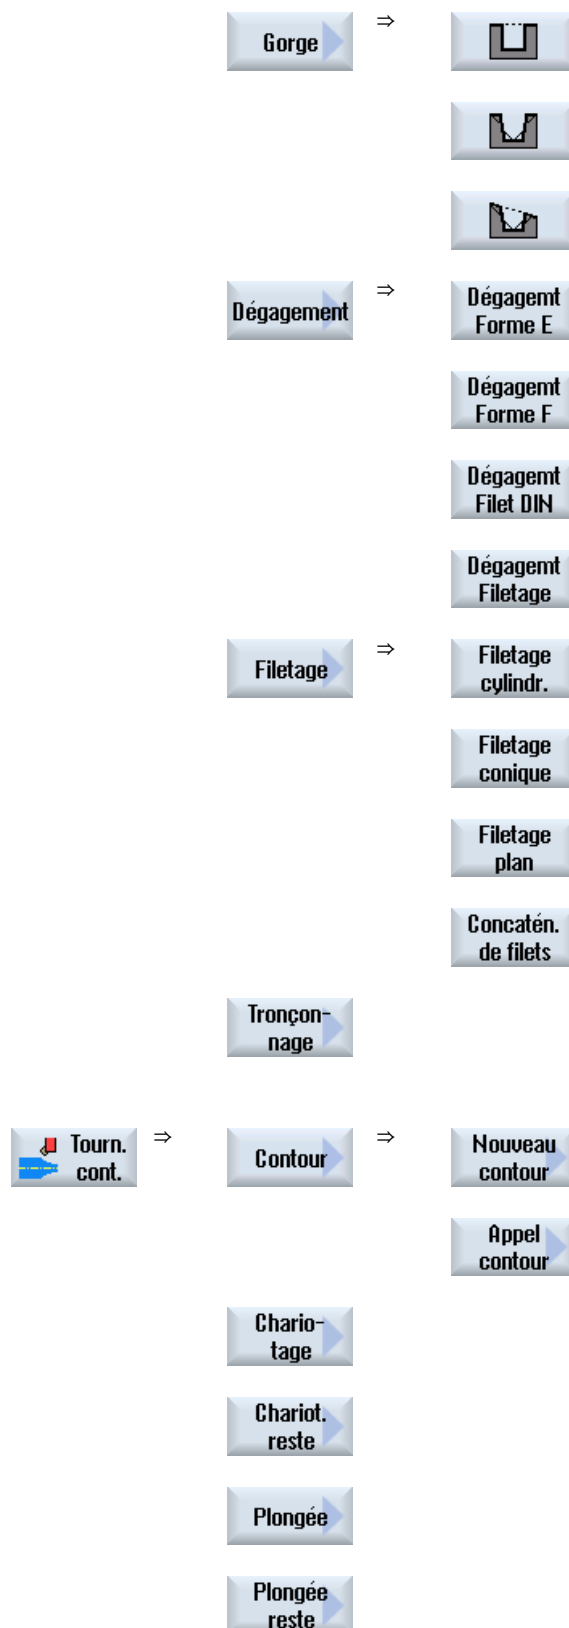 Gorge ⇒
Dégagement ⇒ Dégagemt
Forme E
Dégagemt
Forme F
Dégagemt
Filet DIN
Dégagemt
Filetage
Filetage ⇒ Filetage
cylindr.
Filetage
conique
Filetage
plan
Concatén.
de filets
Tronçon-
nage
Tourn.
cont.
⇒ Contour ⇒ Nouveau
contour
Appel
contour
Chario-
tage
Chariot.
reste
Plongée
Plongée
reste